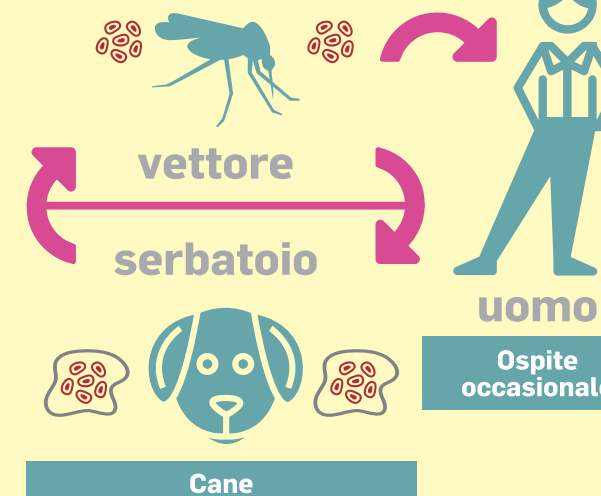 vettore
serbatoio
uomo
Ospite
occasionale
Cane